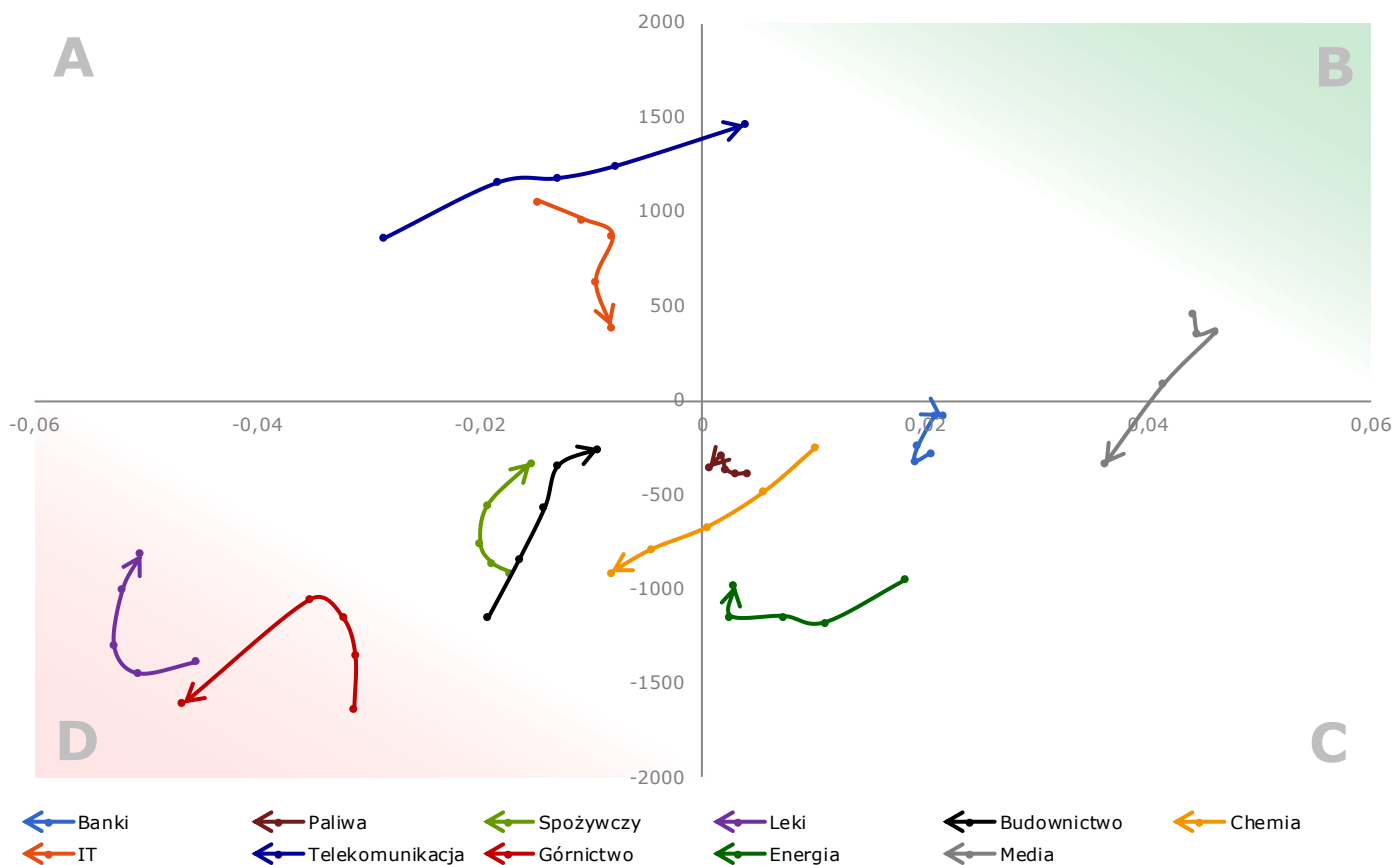 2000
A
B
1500
1000
500
0
-0,06 -0,04 -0,02 0 0,02 0,04 0,06
-500
-1000
-1500
D
C
-2000
Banki Paliwa Spożywczy Leki Budownictwo Chemia
IT Telekomunikacja Górnictwo Energia Media